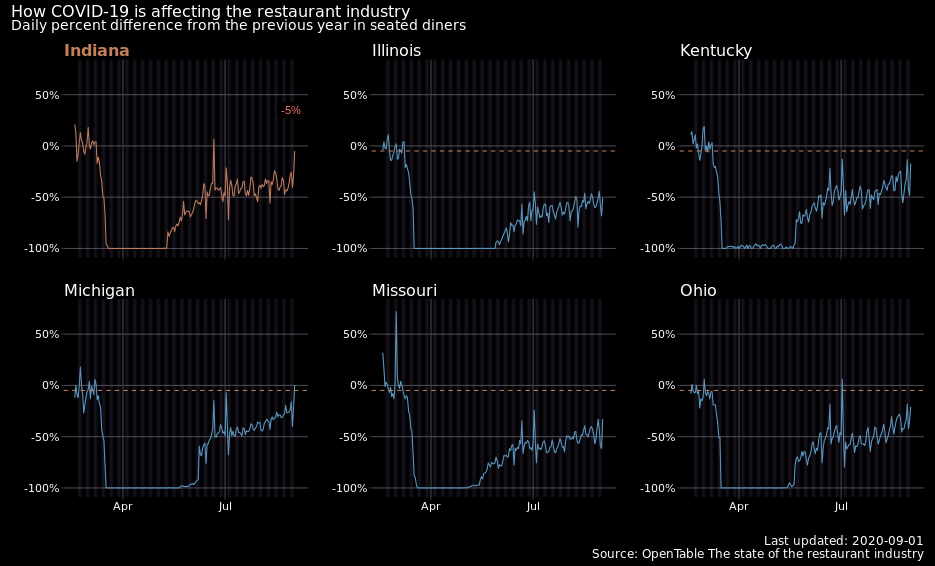 How COVID-19 is affecting the restaurant industry
Daily percent difference from the previous year in seated diners
Indiana
Illinois
Kentucky
50%
0%
-50%
-100%
-5%
50%
0%
-50%
-100%
50%
0%
-50%
-100%
Michigan
Missouri
Ohio
50%
0%
-50%
-100%
50%
0%
-50%
-100%
50%
0%
-50%
-100%
Apr Jul
Apr Jul
Apr Jul
Last updated: 2020-09-01
Source: OpenTable The state of the restaurant industry